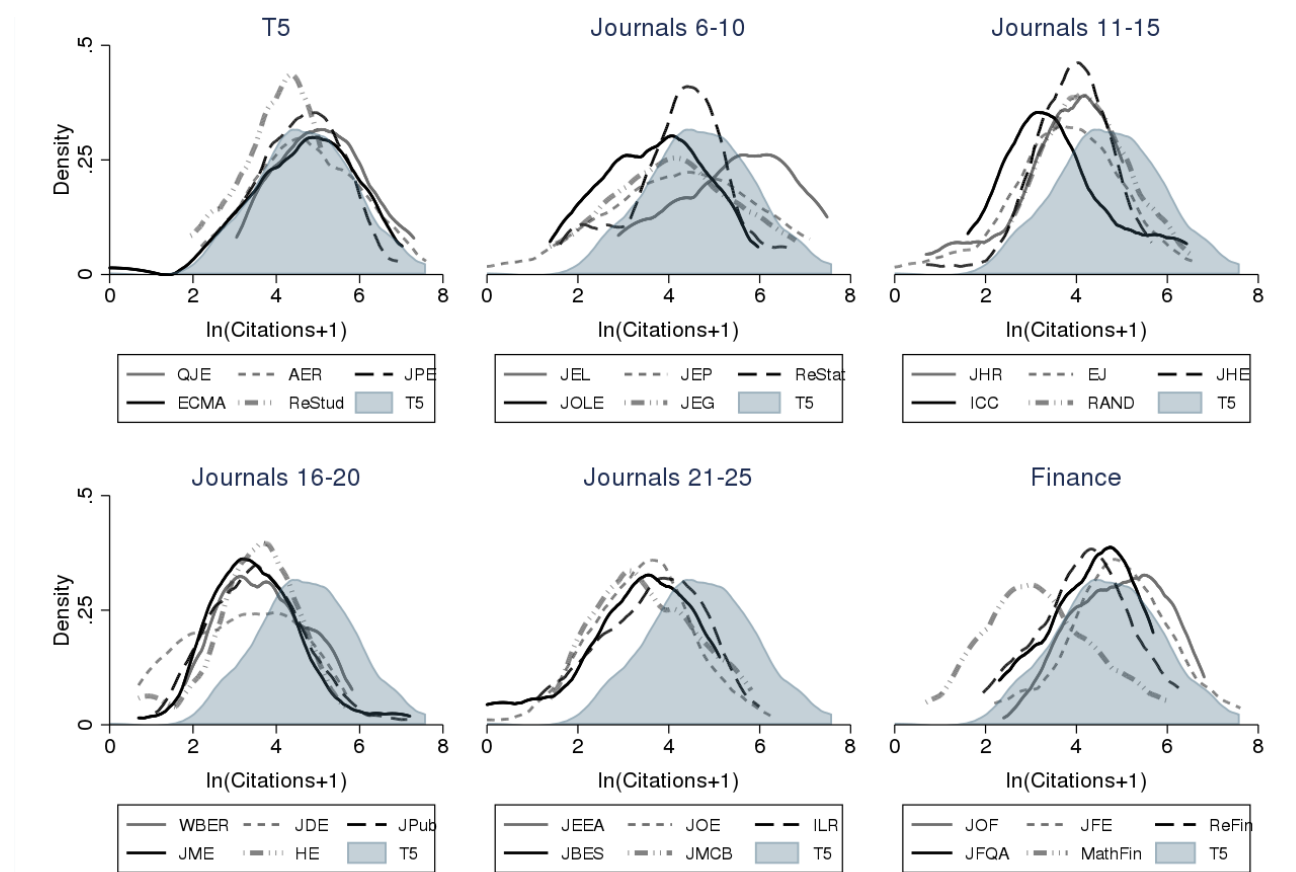 T5 Journals 6-10 Journals 11-15
.5
.25
0
Density
0 2 4 6 8 0 2 4 6 8 0 2 4 6 8
ln(Citations+1) ln(Citations+1) ln(Citations+1)
QJE AER JPE JEL JEP ReStat JHR EJ JHE
ECMA ReStud T5 JOLE JEG T5 ICC RAND T5
Journals 16-20 Journals 21-25 Finance
.5
.25
0
Density
0 2 4 6 8 0 2 4 6 8 0 2 4 6 8
ln(Citations+1) ln(Citations+1) ln(Citations+1)
WBER JDE JPub JEEA JOE ILR JOF JFE ReFin
JME HE T5 JBES JMCB T5 JFQA MathFin T5